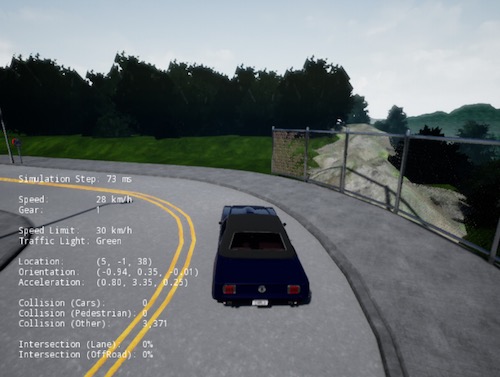 Simulation Step: 73 ms
Speed: 28 km/h
Gear: 1
Speed Limit: 30 km/h
Traffic Light: Green
Location: (5, -1, 38)
Orientation: (-0.94, 0.35, -0.01)
Acceleration: (0.80, 3.35, 0.25)
Collision (Cars): 0
Collision (Pedestrian): 0
Collision (Other): 3,371
Intersection (Lane): 0%
Intersection (OffRoad): 0%